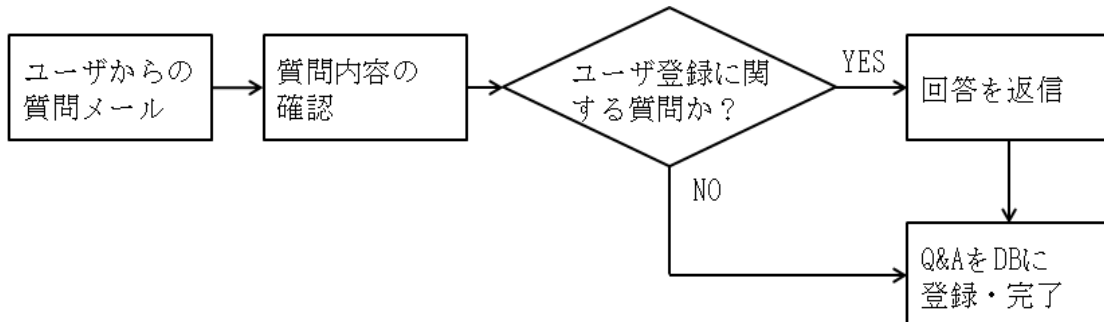 ユーザからの
質問メール
質問内容の
確認
ユーザ登録に関
する質問か？
YES
回答を返信
NO
Q&AをDBに
登録・完了